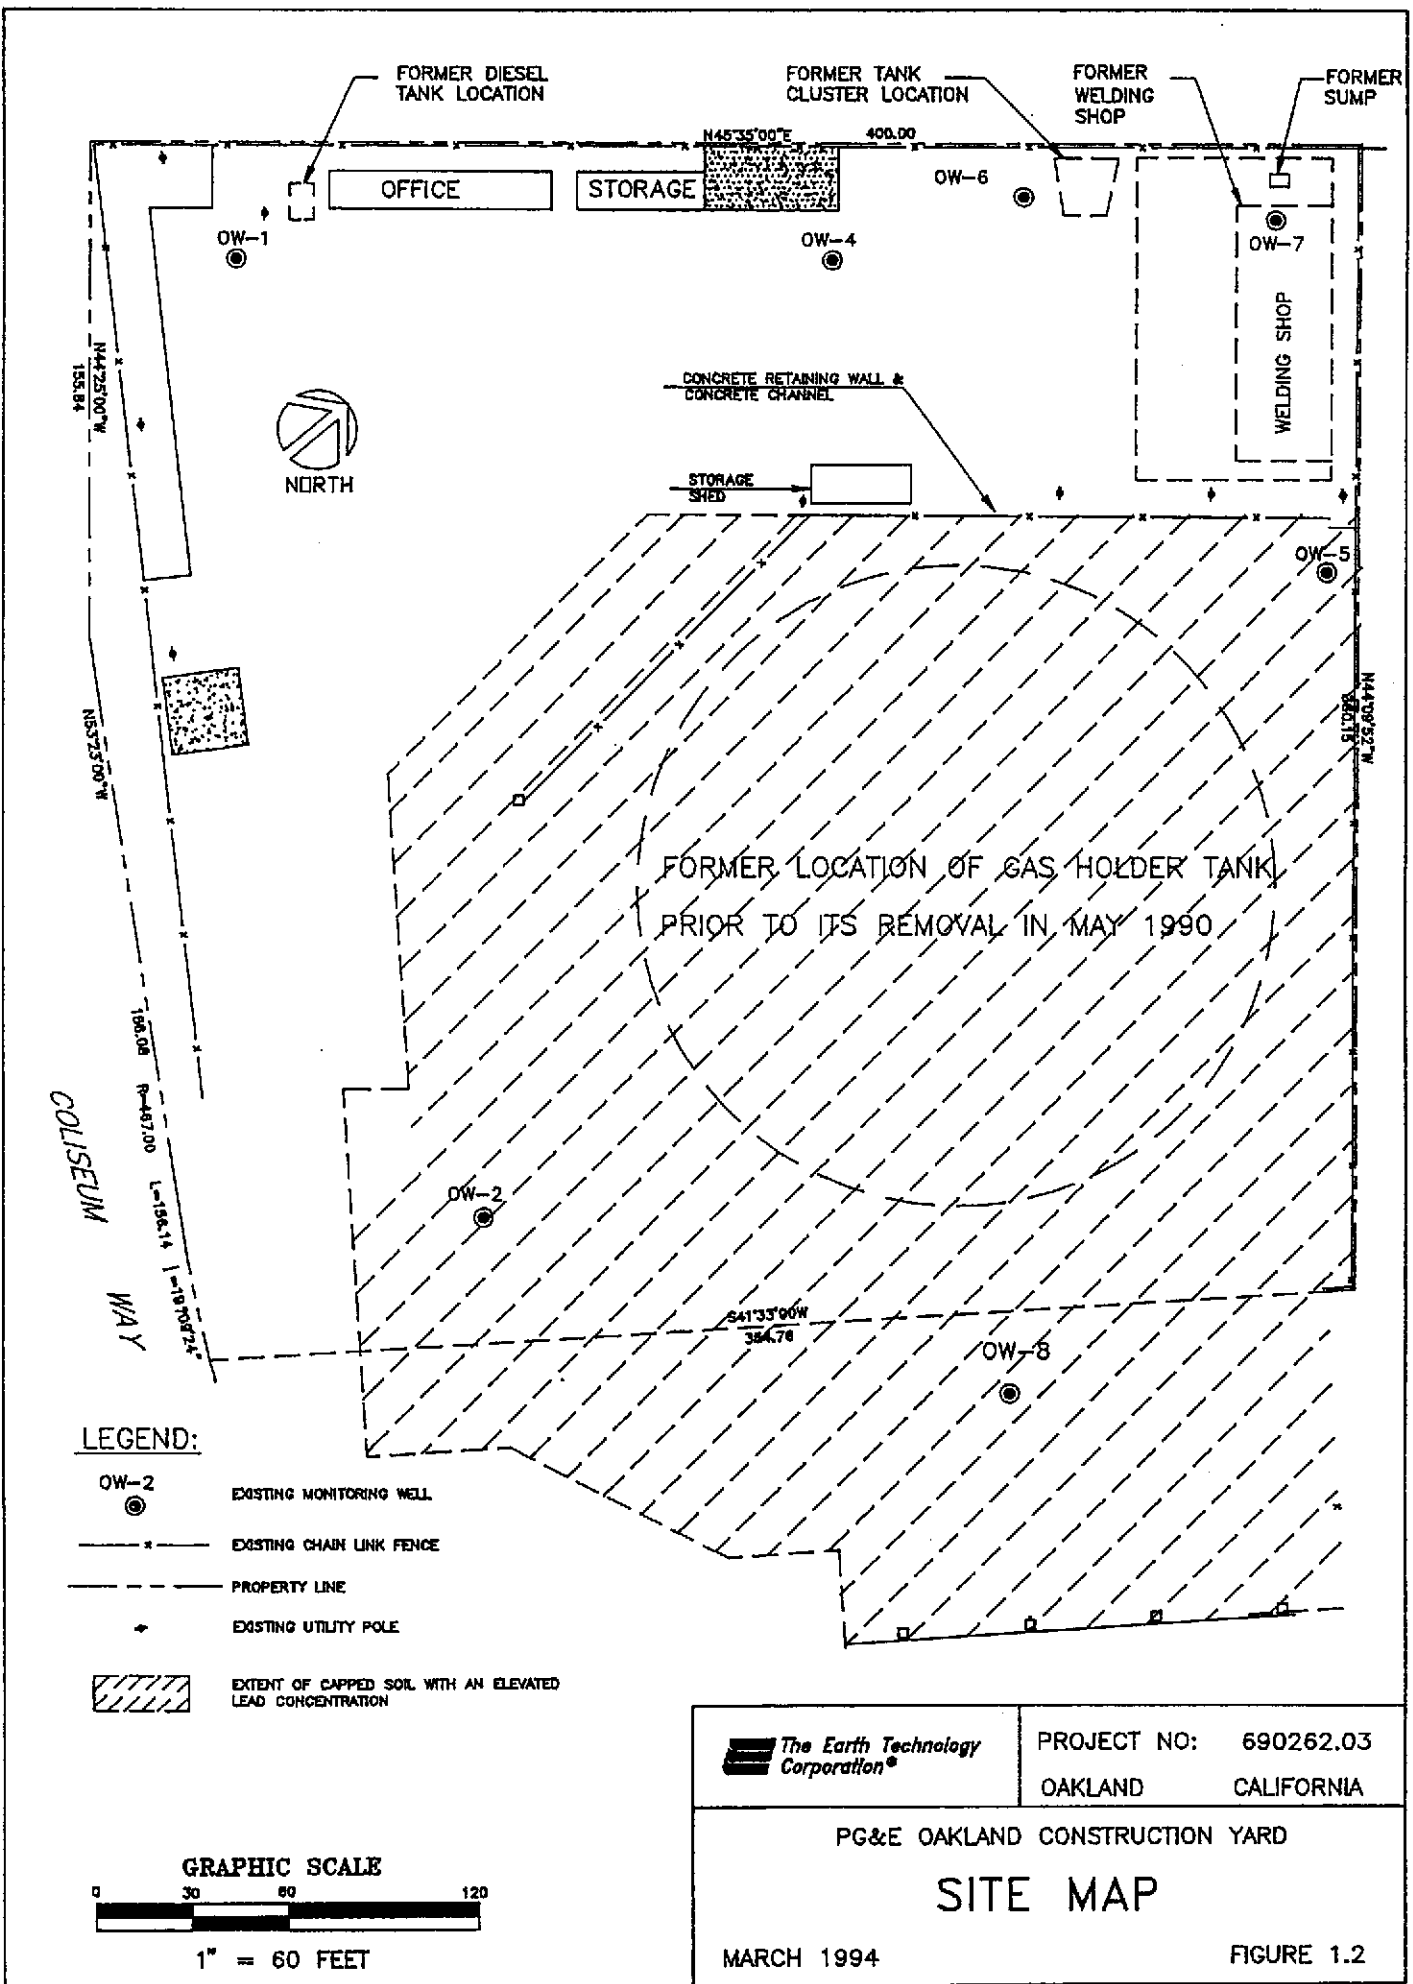 FORMER DIESEL
TANK LOCATION
FORMER TANK
CLUSTER LOCATION
FORMER
WELDING
SHOP
FORMER
SUMP
N45°35'00"E 400.00
OFFICE
STORAGE
OW-6
OW-1
OW-4
OW-7
WELDING SHOP
N44°25'00"W
155.84
CONCRETE RETAINING WALL &
CONCRETE CHANNEL
NORTH
STORAGE
SHED
OW-5
N44°09'52"W
N53°23'00"W
FORMER LOCATION OF GAS HOLDER TANK
PRIOR TO ITS REMOVAL IN MAY 1990
166.08 R=467.00 L=156.14
COLISEUM WAY
OW-2
S41°33'90W
354.76
OW-8
LEGEND:
OW-2
EXISTING MONITORING WELL
EXISTING CHAIN LINK FENCE
PROPERTY LINE
EXISTING UTILITY POLE
EXTENT OF CAPPED SOIL WITH AN ELEVATED
LEAD CONCENTRATION
The Earth Technology
Corporation®
PROJECT NO: 690262.03
OAKLAND CALIFORNIA
PG&E OAKLAND CONSTRUCTION YARD
SITE MAP
MARCH 1994 FIGURE 1.2
GRAPHIC SCALE
0 30 60 120
1" = 60 FEET